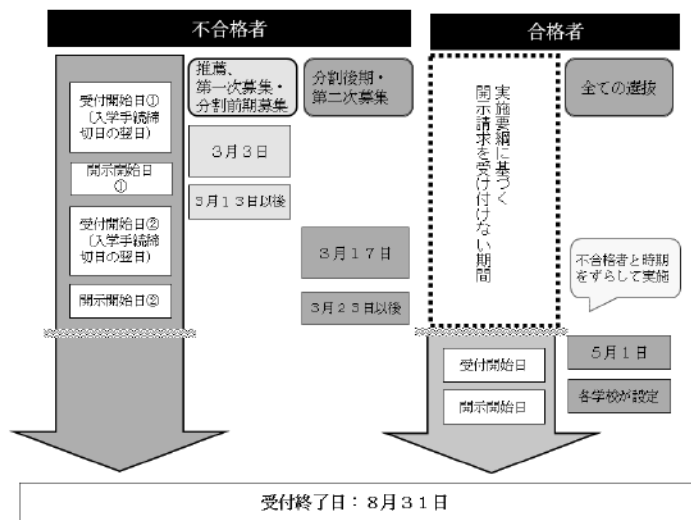 不合格者
合格者
受付開始日①
（入学手続締
切日の翌日）
開示開始日
①
受付開始日②
（入学手続締
切日の翌日）
開示開始日②
推薦、
第一次募集・
分割前期募集
3月3日
3月13日以後
分割後期・
第二次募集
3月17日
3月23日以後
実施要綱に基づく
開示請求を受け付けない期間
全ての選抜
不合格者と時期
をずらして実施
受付開始日
開示開始日
5月1日
各学校が設定
受付終了日：8月31日